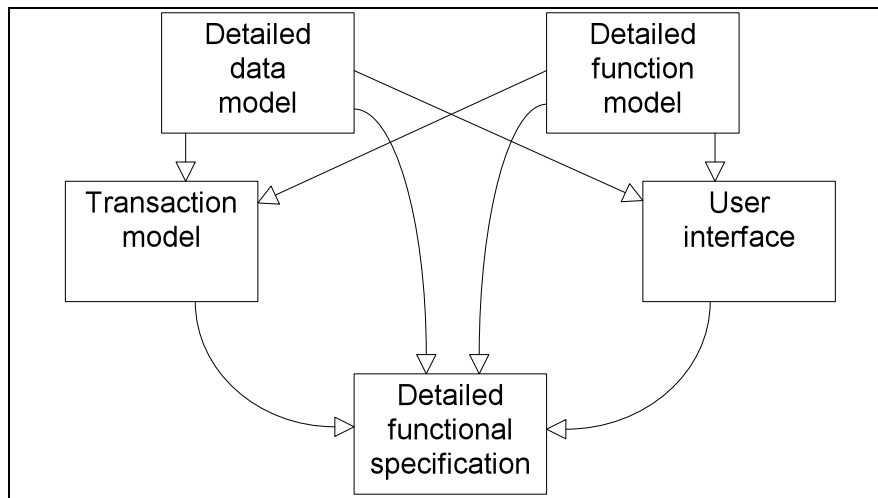 Detailed
data
model
Detailed
function
model
Transaction
model
User
interface
Detailed
functional
specification